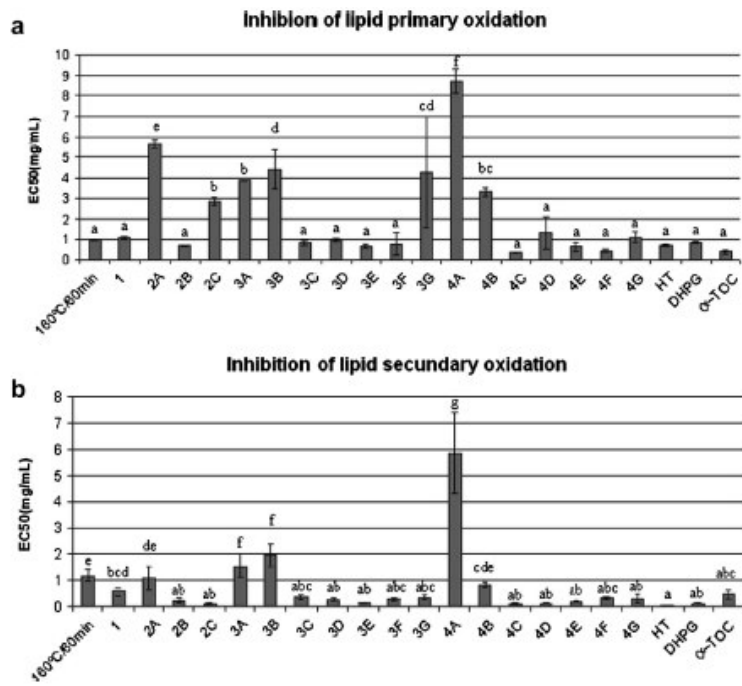 a
Inhibion of lipid primary oxidation
EC50(mg/mL)
10
9
8
7
6
5
4
3
2
1
0
a a e a b b d a a a a cd f bc a a a a a a a a
160ºC/60min 1 2A 2B 2C 3A 3B 3C 3D 3E 3F 3G 4A 4B 4C 4D 4E 4F 4G HT DHPG α-TOC
b
Inhibition of lipid secundary oxidation
EC50(mg/mL)
8
7
6
5
4
3
2
1
0
e bcd de ab ab f f abc ab ab abc abc g cde ab ab ab abc ab a ab abc
160ºC/60min 1 2A 2B 2C 3A 3B 3C 3D 3E 3F 3G 4A 4B 4C 4D 4E 4F 4G HT DHPG α-TOC